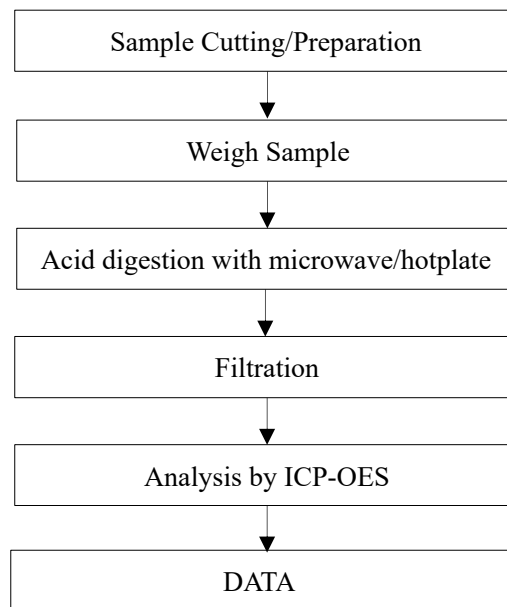 Sample Cutting/Preparation
Weigh Sample
Acid digestion with microwave/hotplate
Filtration
Analysis by ICP-OES
DATA